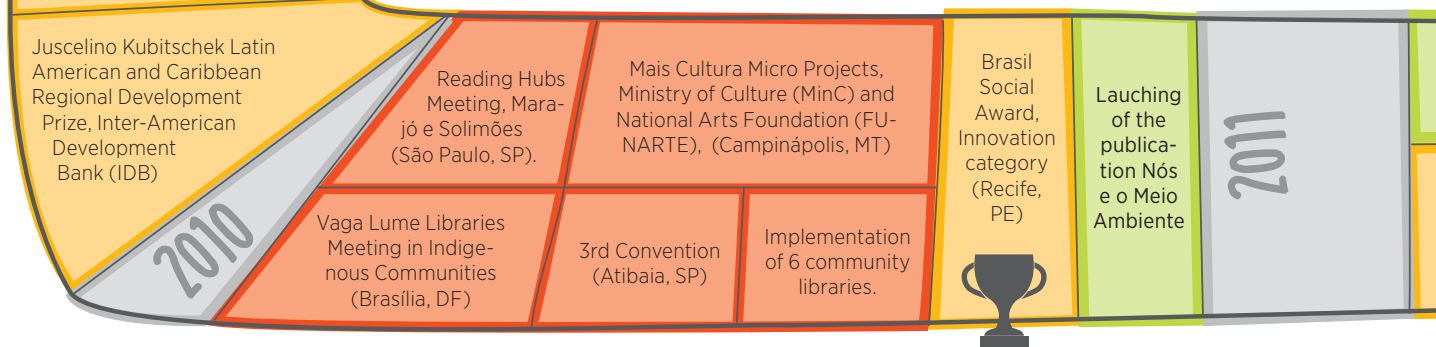 Juscelino Kubitschek Latin
American and Caribbean
Regional Development
Prize, Inter-American
Development
Bank (IDB)
2010
Reading Hubs
Meeting, Mara-
jó e Solimões
(São Paulo, SP).
Vaga Lume Libraries
Meeting in Indige-
nous Communities
(Brasília, DF)
Mais Cultura Micro Projects,
Ministry of Culture (MinC) and
National Arts Foundation (FU-
NARTE), (Campinápolis, MT)
3rd Convention
(Atibaia, SP)
Implementation
of 6 community
libraries.
Brasil
Social
Award,
Innovation
category
(Recife,
PE)
Lauching
of the
publica-
tion Nós
e o Meio
Ambiente
2011